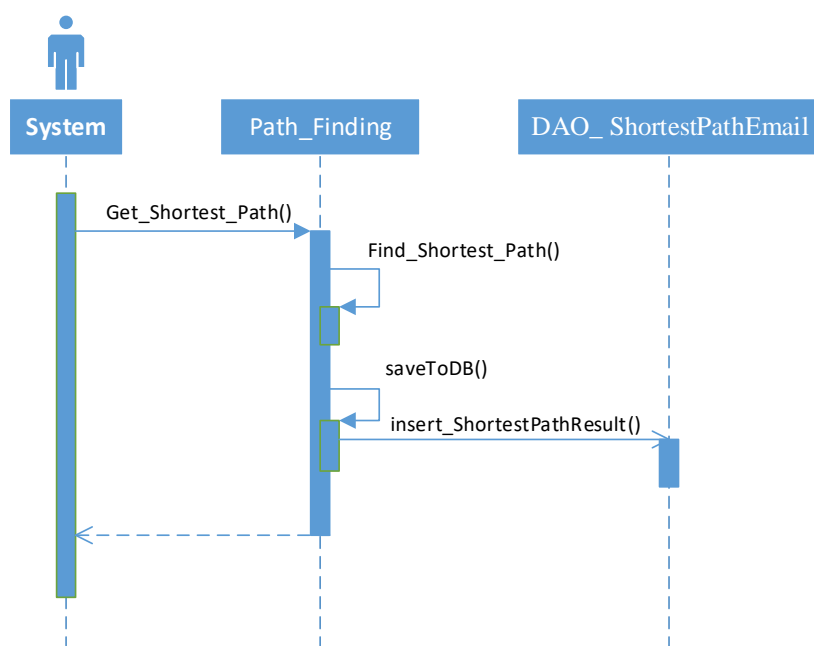 System
Path_Finding
DAO_ ShortestPathEmail
Get_Shortest_Path()
Find_Shortest_Path()
saveToDB()
insert_ShortestPathResult()